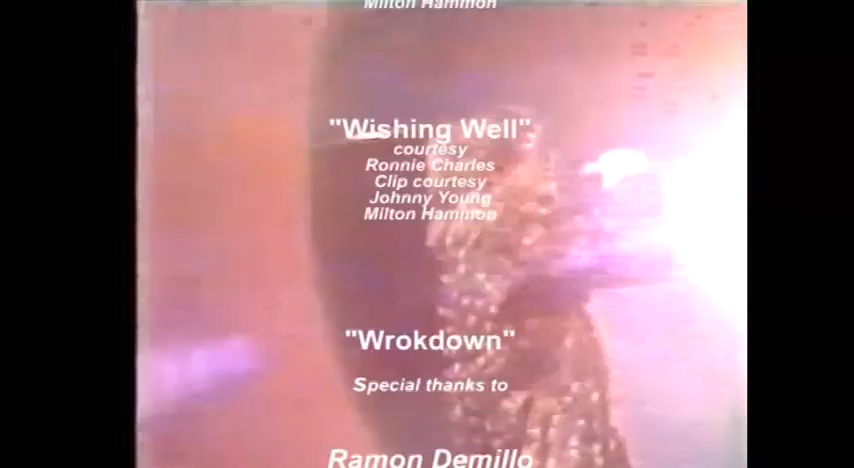 Milton Hammon
"Wishing Well"
courtesy
Ronnie Charles
Clip courtesy
Johnny Young
Milton Hammon
"Wrokdown"
Special thanks to
Ramon Demillo